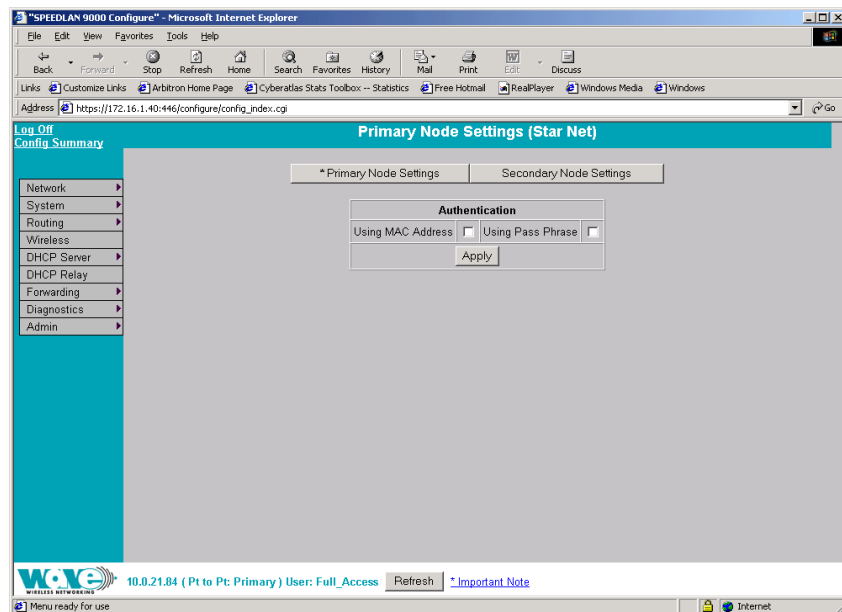 "SPEEDLAN 9000 Configure" - Microsoft Internet Explorer
File Edit View Favorites Tools Help
Back Forward Stop Refresh Home Search Favorites History Mail Print Edit Discuss
Links Customize Links Arbitron Home Page Cyberatlas Stats Toolbox -- Statistics Free Hotmail RealPlayer Windows Media Windows
Address https://172.16.1.40:446/configure/config_index.cgi Go
Log Off
Config Summary
Primary Node Settings (Star Net)
* Primary Node Settings Secondary Node Settings
Network
System
Routing
Wireless
DHCP Server
DHCP Relay
Forwarding
Diagnostics
Admin
Authentication
Using MAC Address Using Pass Phrase
Apply
WAVE
WIRELESS NETWORKING
10.0.21.84 ( Pt to Pt: Primary ) User: Full_Access Refresh * Important Note
Menu ready for use Internet